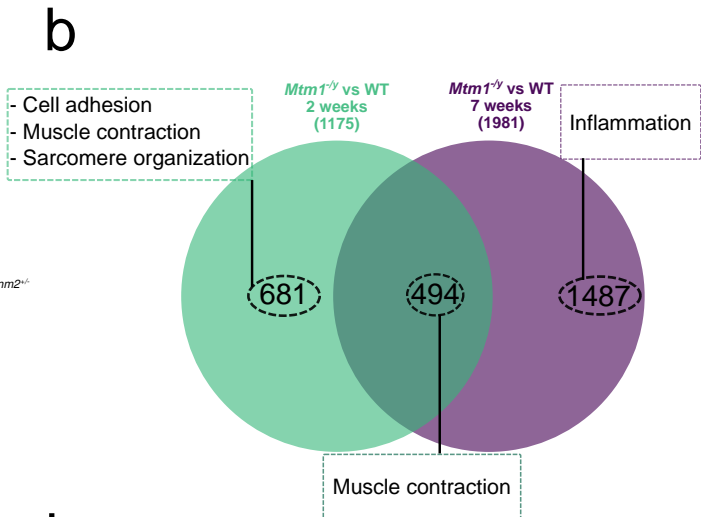 b
Mtm1-/y vs WT
2 weeks
(1175)
Mtm1-/y vs WT
7 weeks
(1981)
- Cell adhesion
- Muscle contraction
- Sarcomere organization
Inflammation
681
494
1487
Muscle contraction